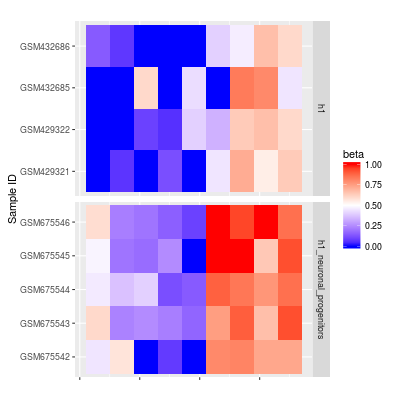 GSM432686
GSM432685
GSM429322
GSM429321
h1
GSM675546
GSM675545
GSM675544
GSM675543
GSM675542
h1_neuronal_progenitors
Sample ID
beta
1.00
0.75
0.50
0.25
0.00